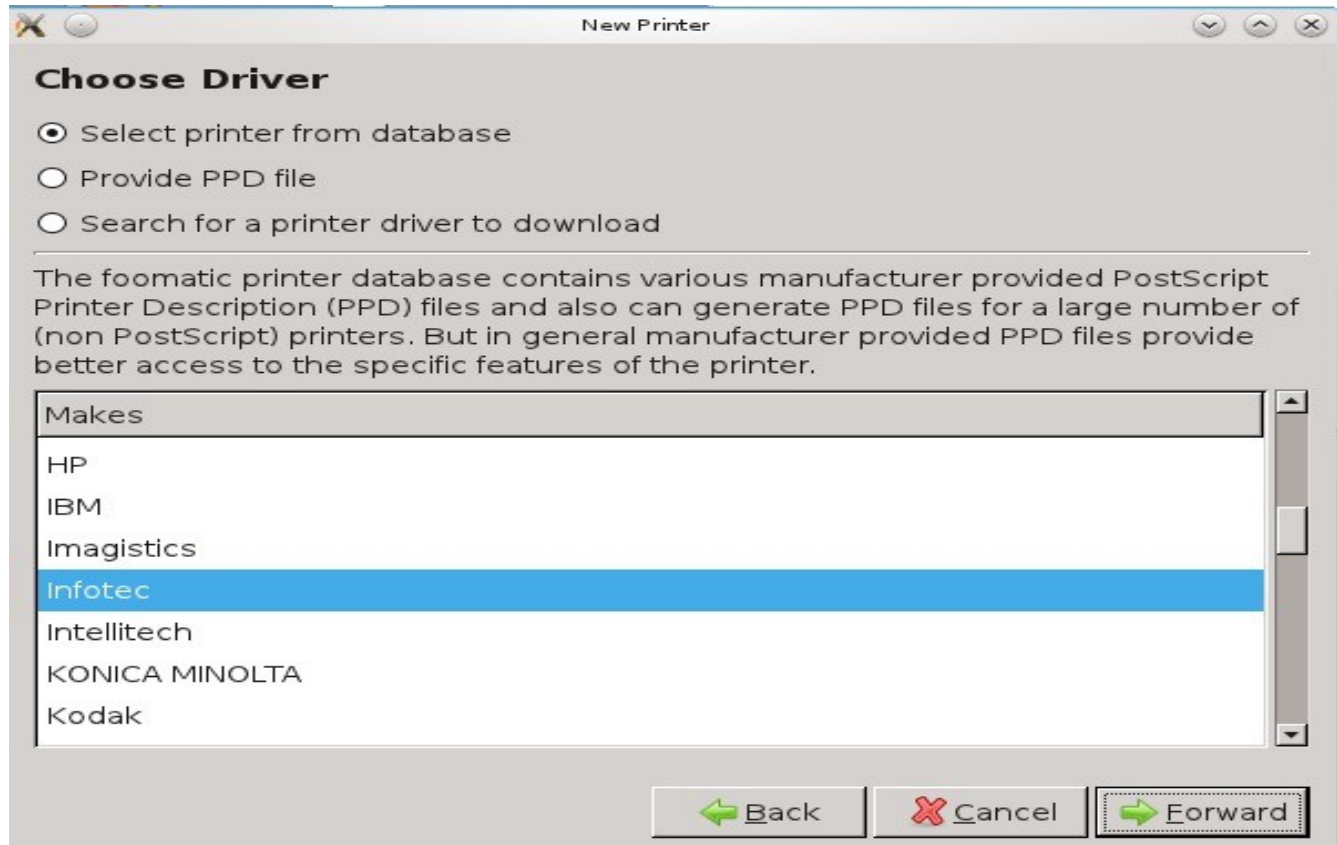 New Printer
Choose Driver
Select printer from database
Provide PPD file
Search for a printer driver to download
The foomatic printer database contains various manufacturer provided PostScript
Printer Description (PPD) files and also can generate PPD files for a large number of
(non PostScript) printers. But in general manufacturer provided PPD files provide
better access to the specific features of the printer.
Makes
HP
IBM
Imagistics
Infotec
Intellitech
KONICA MINOLTA
Kodak
Back Cancel Forward